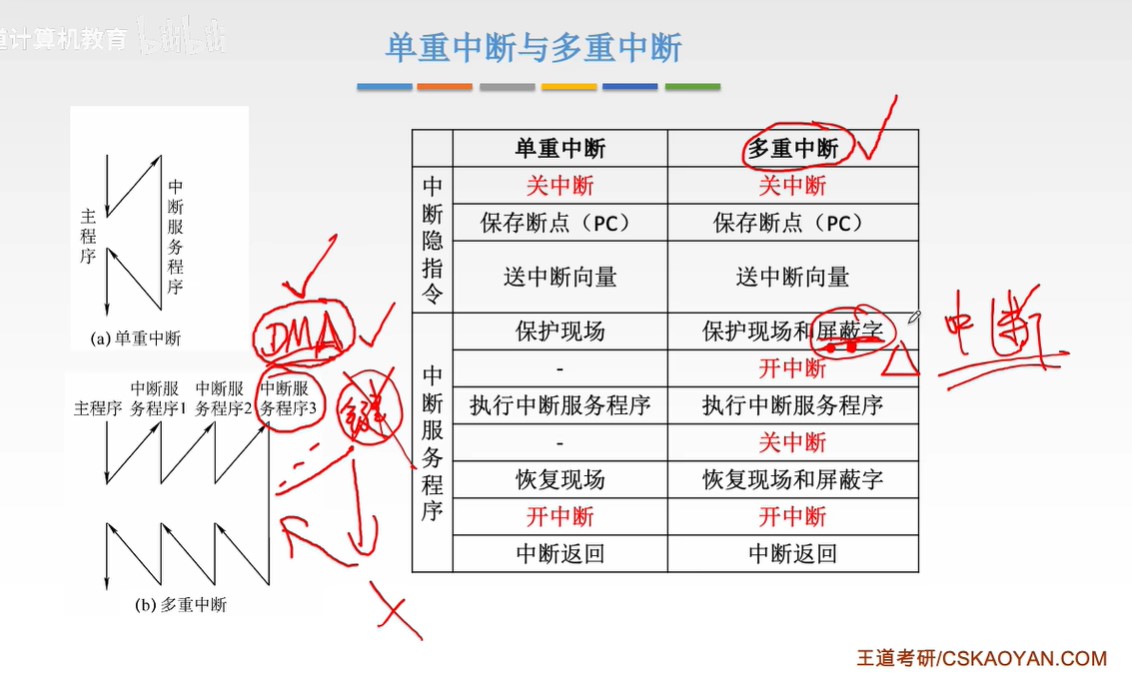 道计算机教育 bilibili
单重中断与多重中断
主程序
中断服务程序
(a) 单重中断
主程序 中断服务程序1 中断服务程序2 中断服务程序3
(b) 多重中断
DMA
键
单重中断 多重中断
中断隐指令
关中断 关中断
保存断点（PC） 保存断点（PC）
送中断向量 送中断向量
中断服务程序
保护现场 保护现场和屏蔽字
- 开中断
执行中断服务程序 执行中断服务程序
- 关中断
恢复现场 恢复现场和屏蔽字
开中断 开中断
中断返回 中断返回
中断
王道考研/CSKAOYAN.COM